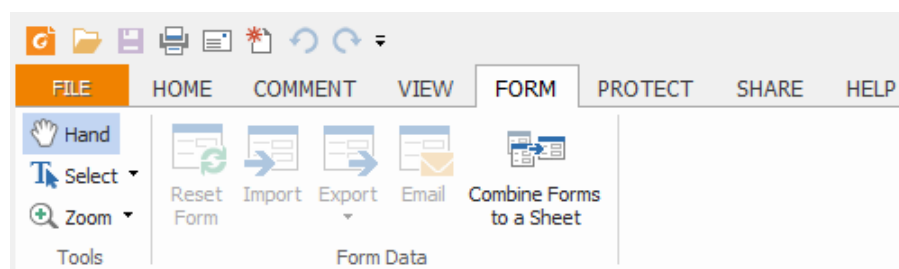 FILE HOME COMMENT VIEW FORM PROTECT SHARE HELP
Hand
Select
Zoom
Tools
Reset
Form
Import
Export
Email
Combine Forms
to a Sheet
Form Data